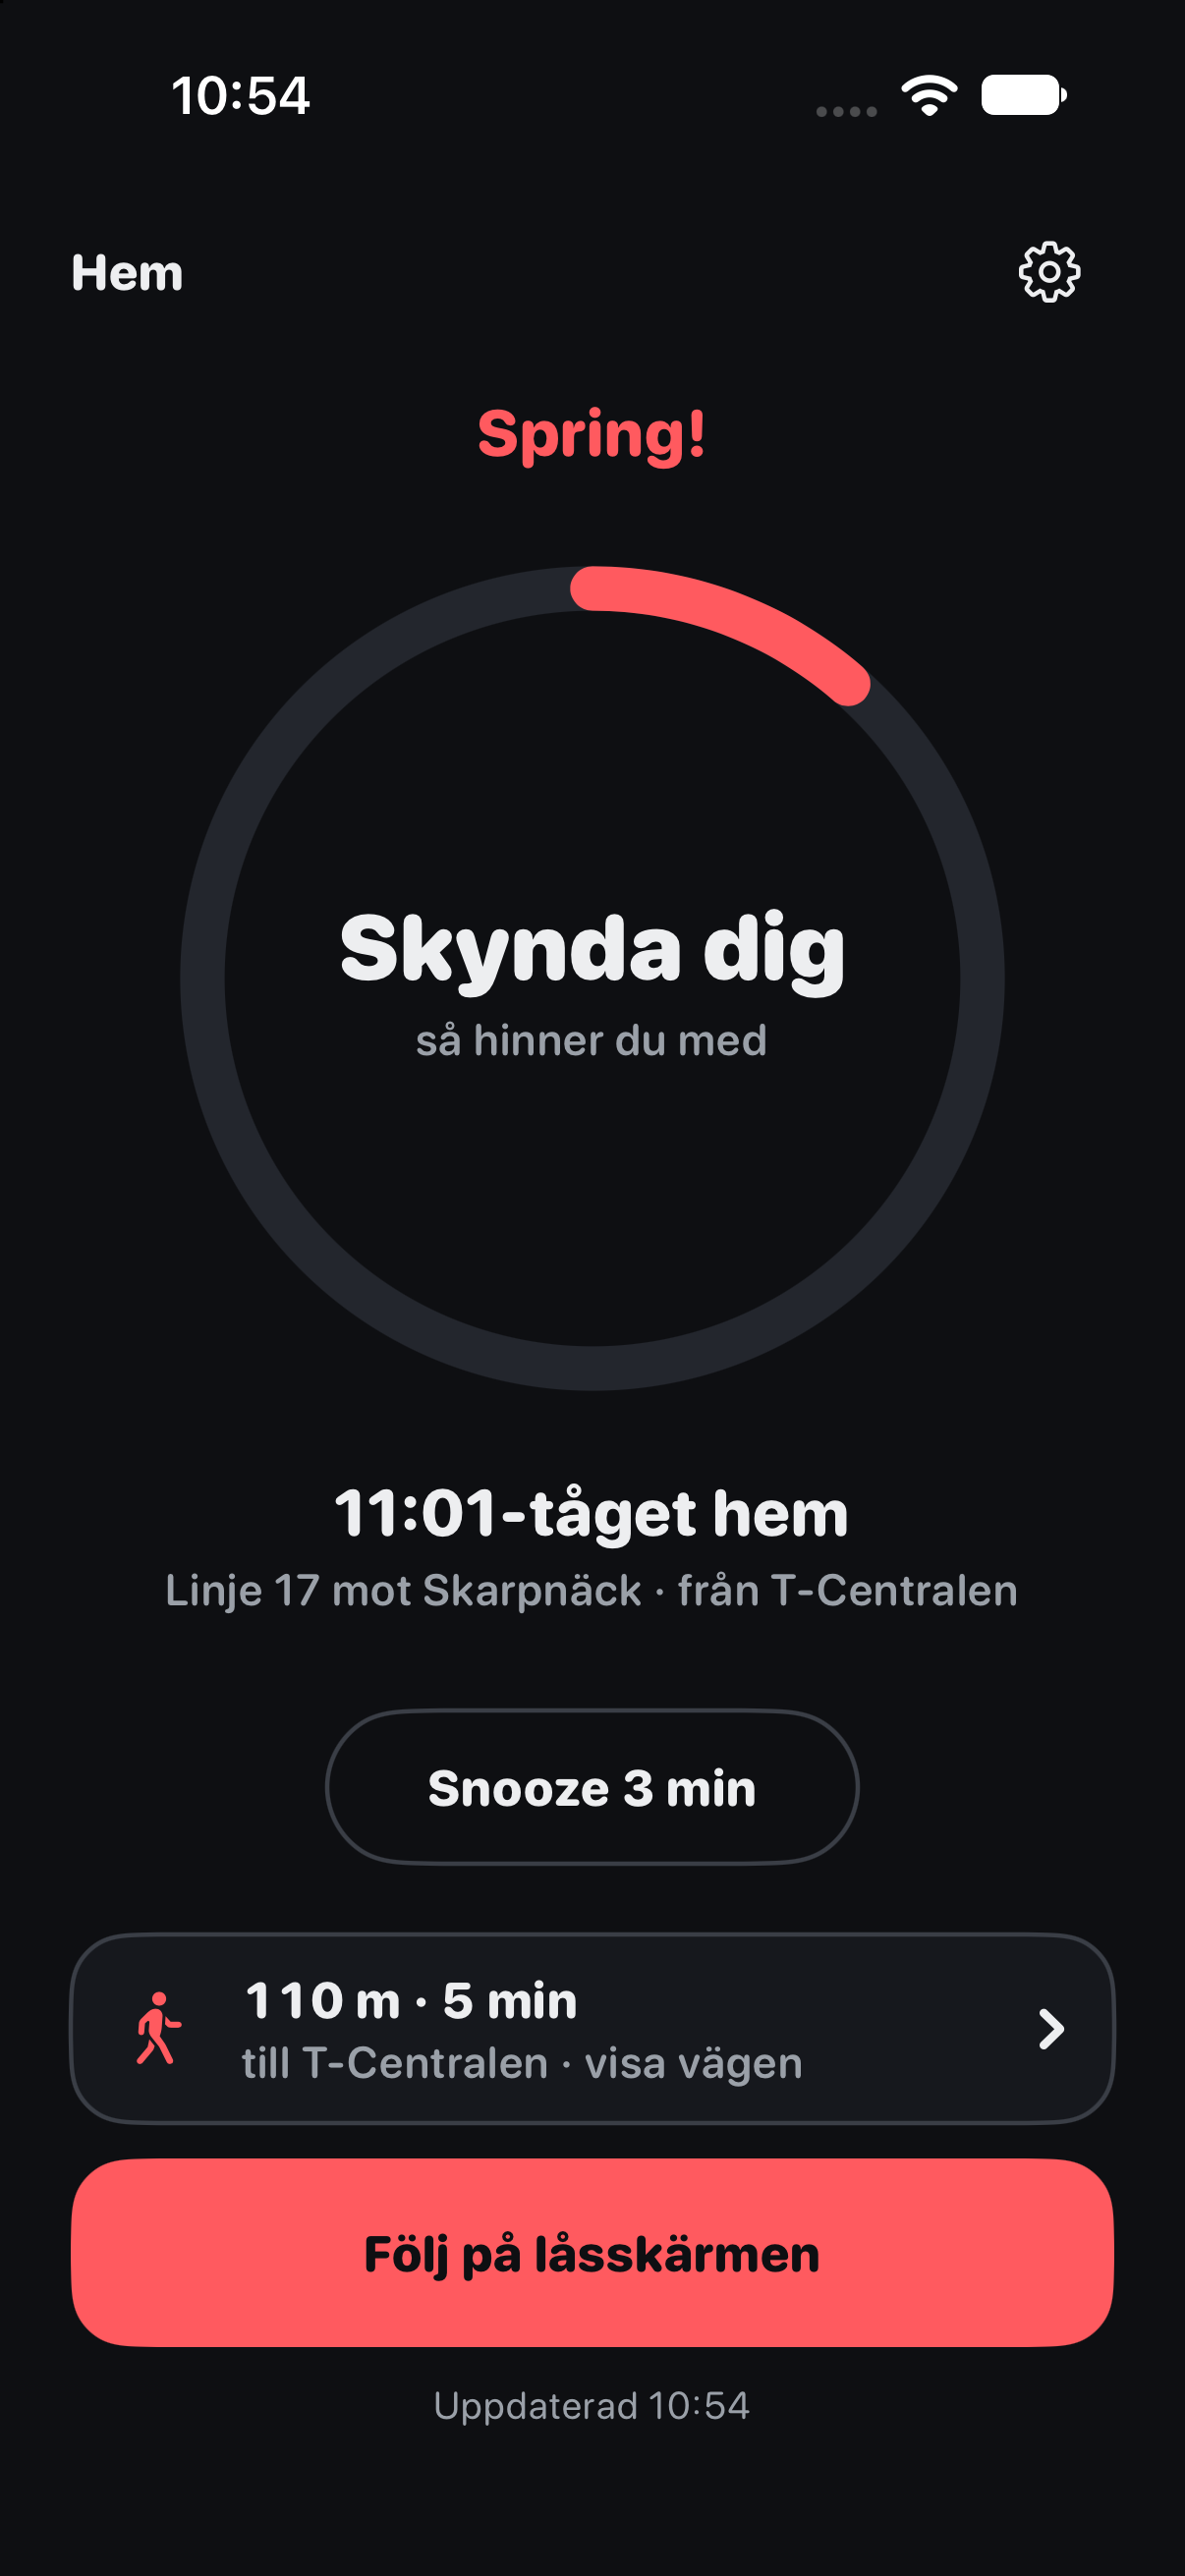 10:54
Hem
Spring!
Skynda dig
så hinner du med
11:01-tåget hem
Linje 17 mot Skarpnäck · från T-Centralen
Snooze 3 min
110 m · 5 min
till T-Centralen · visa vägen
Följ på låsskärmen
Uppdaterad 10:54